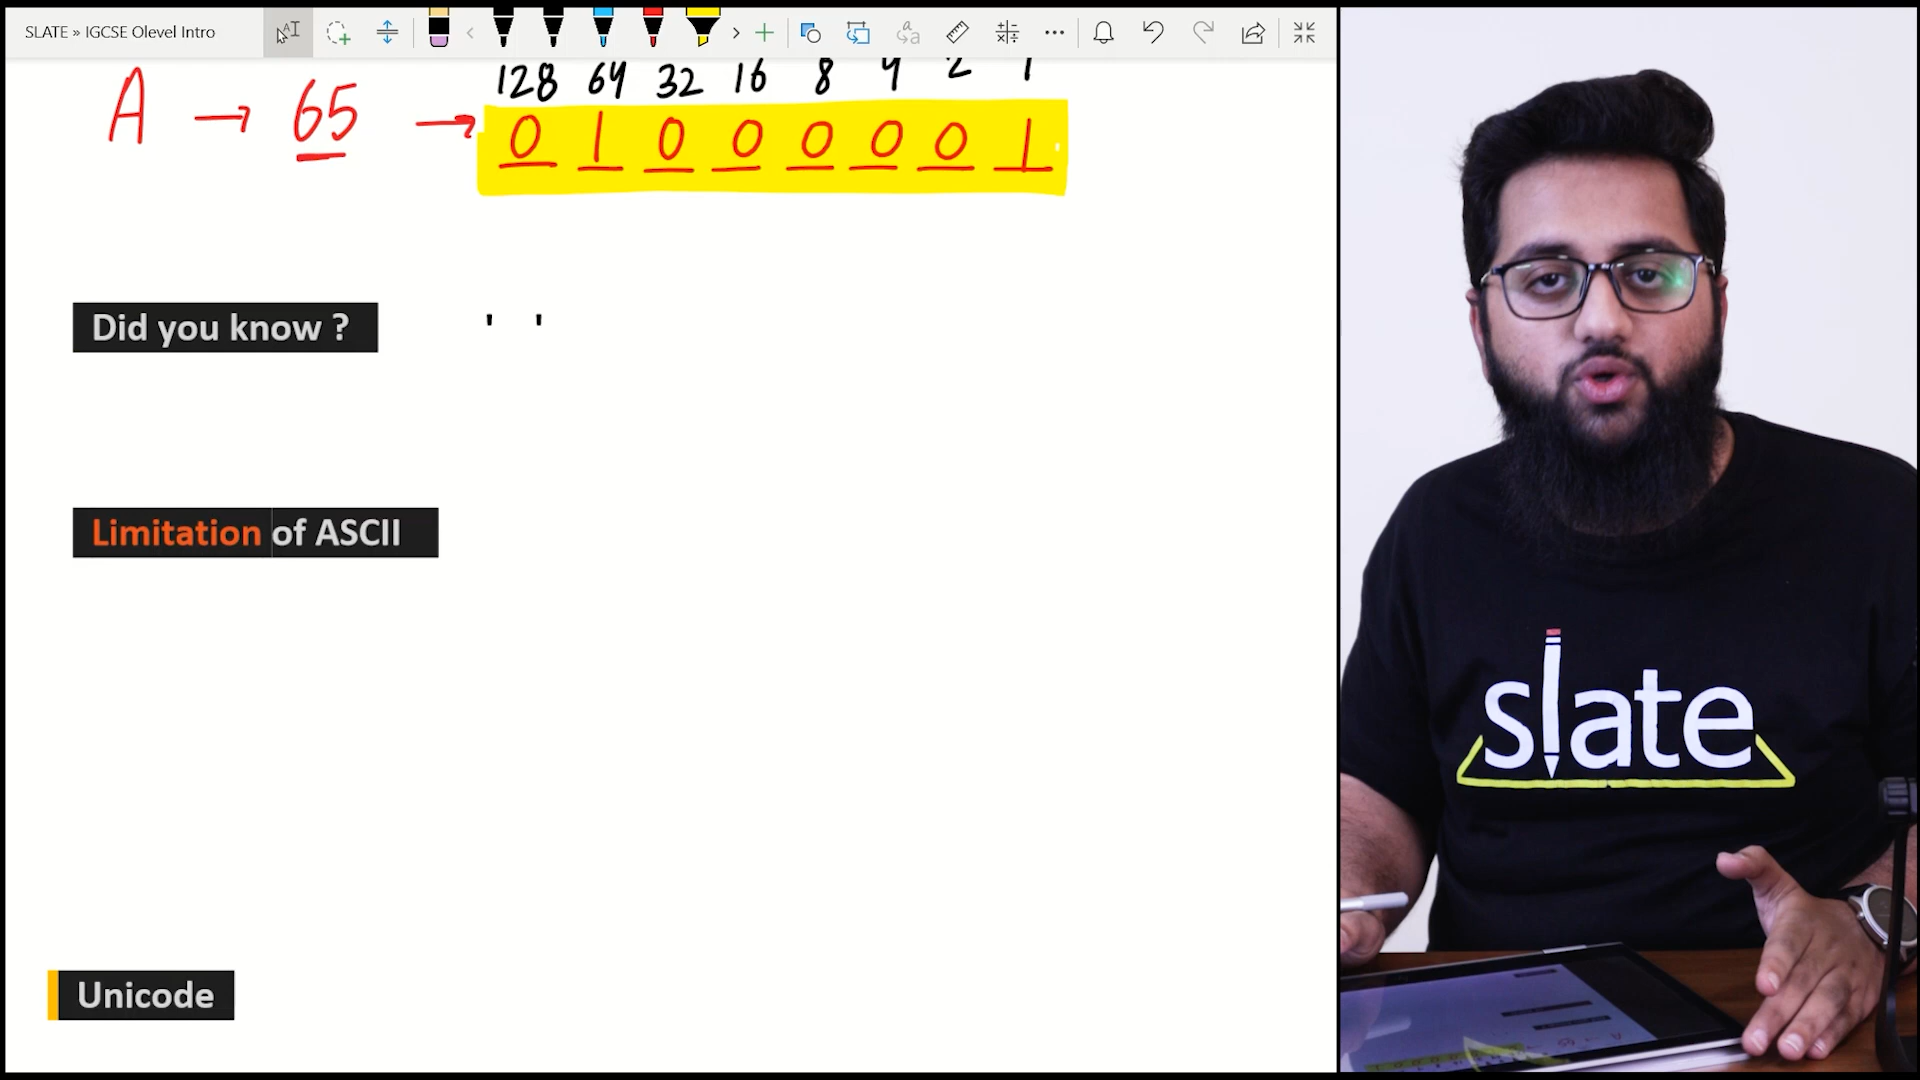 SLATE » IGCSE Olevel Intro
128 64 32 16 8 4 2 1
A → 65 → 0 1 0 0 0 0 0 1
Did you know ? ' '
Limitation of ASCII
Unicode
slate